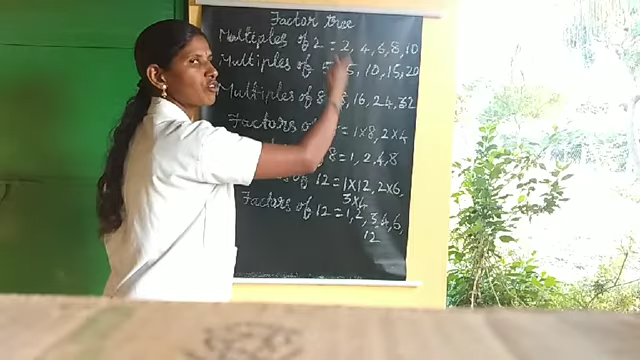 Factor tree
Multiples of 2 = 2, 4, 6, 8, 10
Multiples of 5 5, 10, 15, 20
Multiples of 8 8, 16, 24, 32
Factors of = 1×8, 2×4
8 = 1, 2, 4, 8
of 12 = 1×12, 2×6,
3×4
Factors of 12 = 1, 2, 3, 4, 6,
12